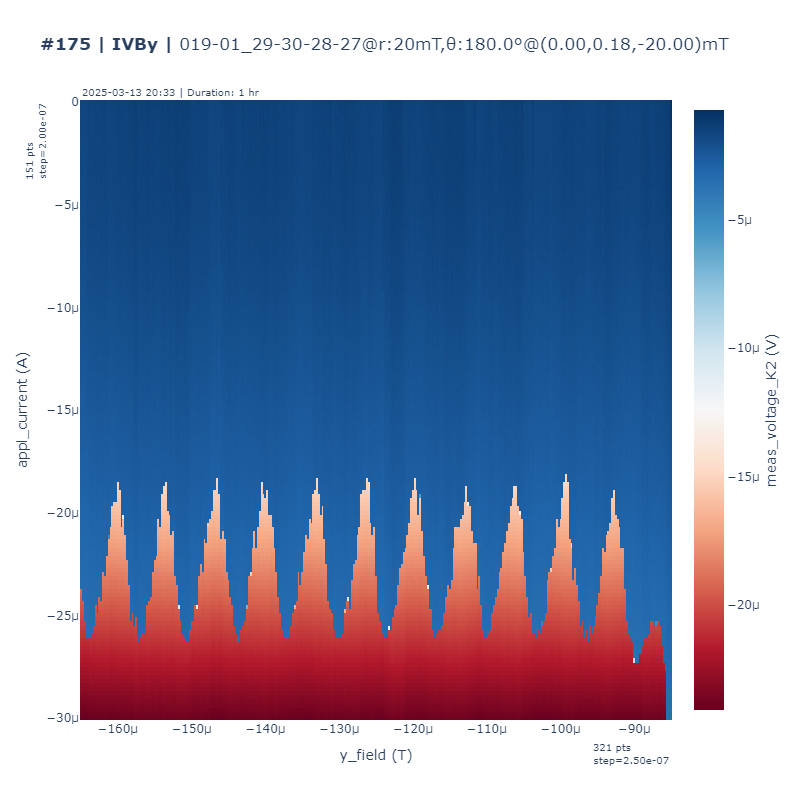 #175 | IVBy | 019-01_29-30-28-27@r:20mT,θ:180.0°@(0.00,0.18,-20.00)mT
2025-03-13 20:33 | Duration: 1 hr
151 pts
step=2.00e-07
appl_current (A)
0
−5μ
−10μ
−15μ
−20μ
−25μ
−30μ
−160μ
−150μ
−140μ
−130μ
−120μ
−110μ
−100μ
−90μ
y_field (T)
321 pts
step=2.50e-07
−5μ
−10μ
−15μ
−20μ
meas_voltage_K2 (V)